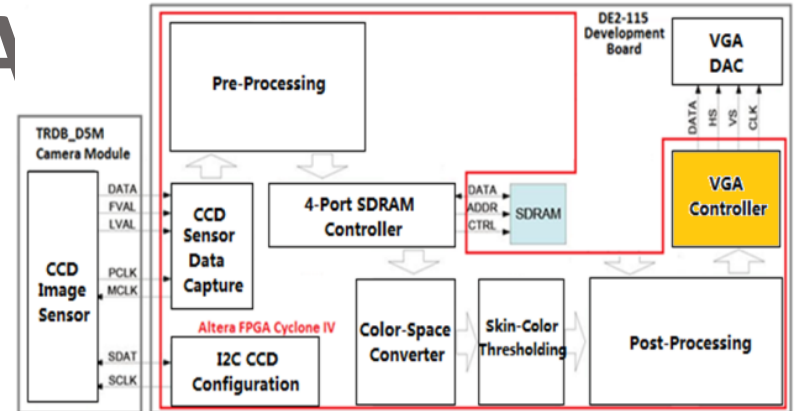 A
DE2-115
Development
Board
VGA
DAC
Pre-Processing
DATA
HS
VS
CLK
TRDB_D5M
Camera Module
DATA
FVAL
LVAL
PCLK
MCLK
SDAT
SCLK
CCD
Image
Sensor
CCD
Sensor
Data
Capture
4-Port SDRAM
Controller
DATA
ADDR
CTRL
SDRAM
VGA
Controller
Altera FPGA Cyclone IV
I2C CCD
Configuration
Color-Space
Converter
Skin-Color
Thresholding
Post-Processing